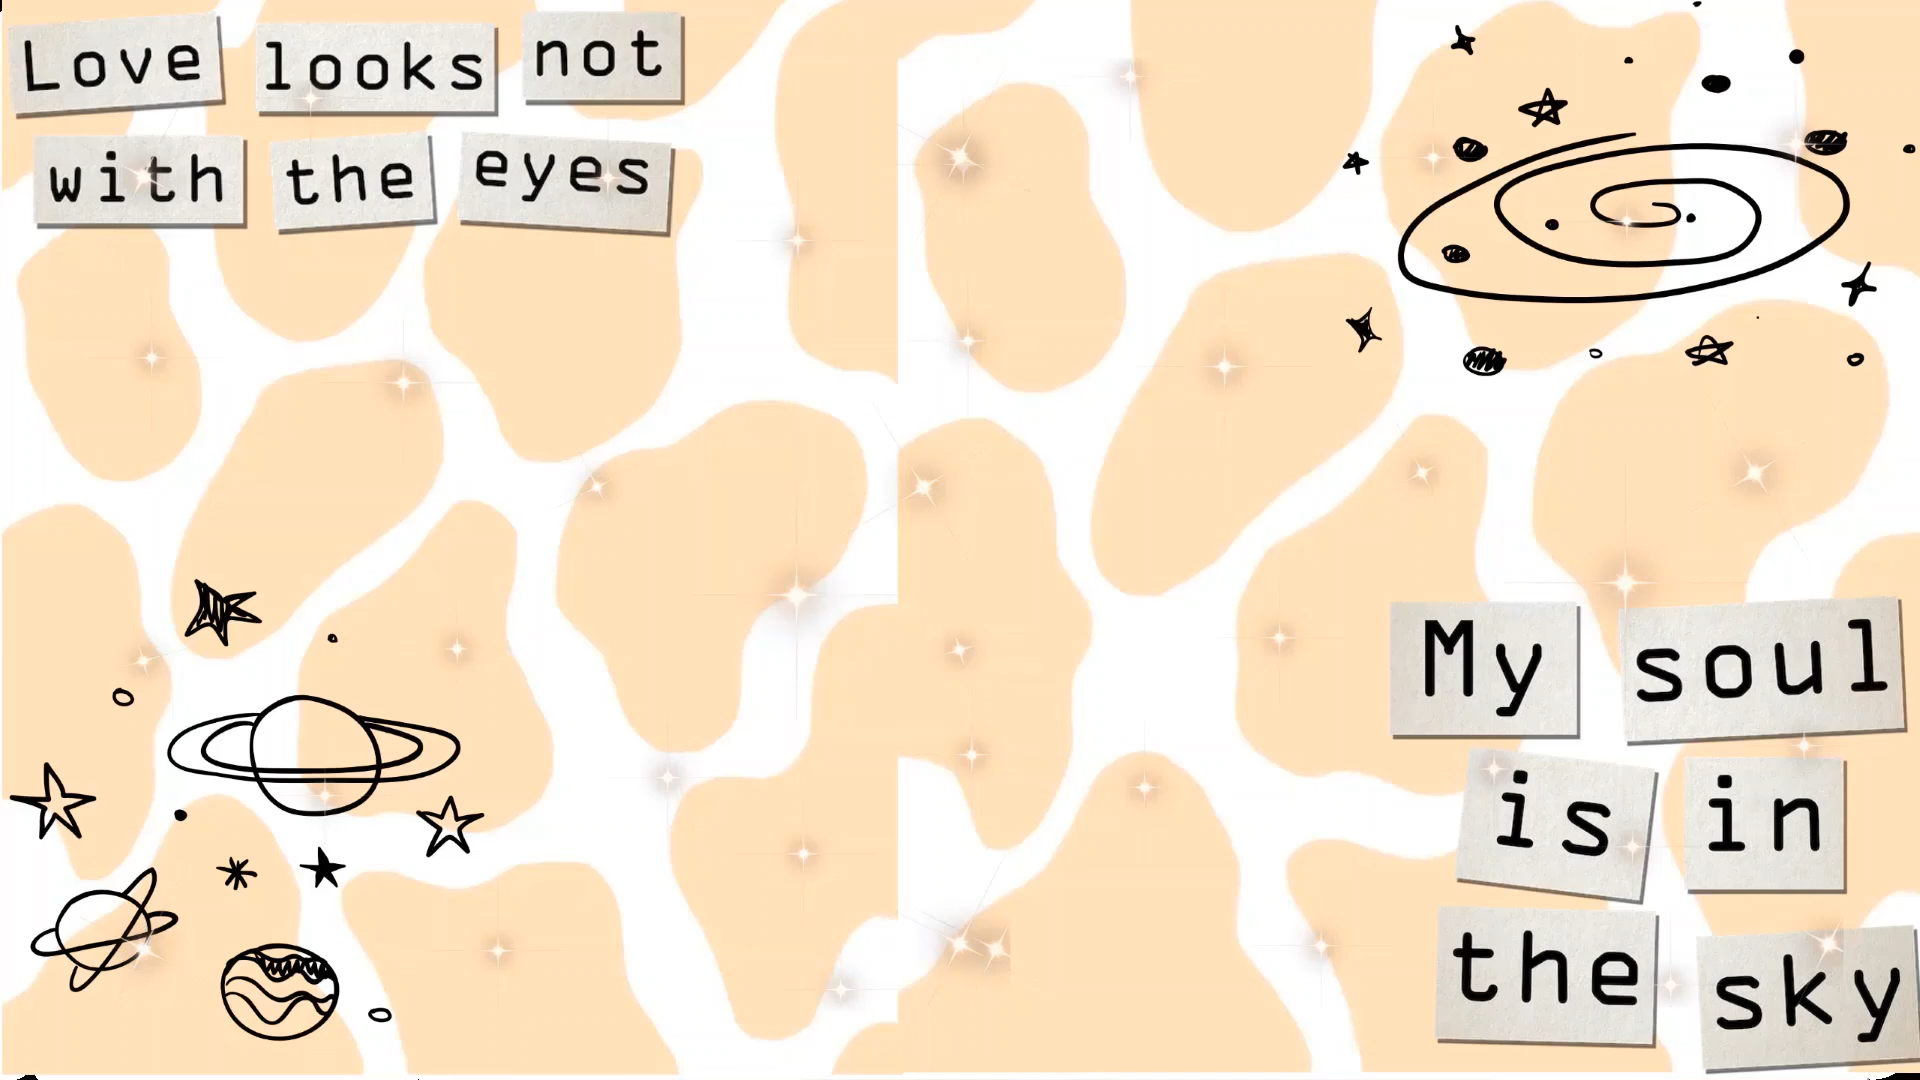 Love looks not
with the eyes
My soul
is in
the sky